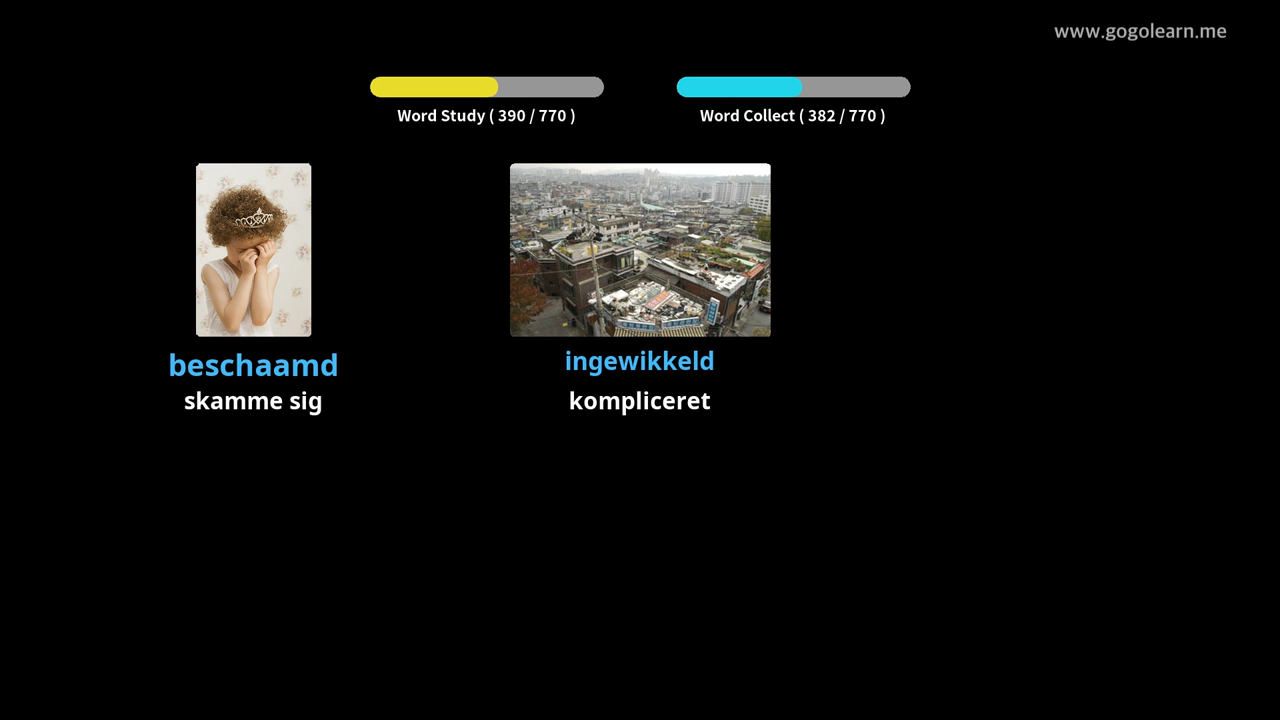 www.gogolearn.me
Word Study ( 390 / 770 )
Word Collect ( 382 / 770 )
beschaamd
skamme sig
ingewikkeld
kompliceret